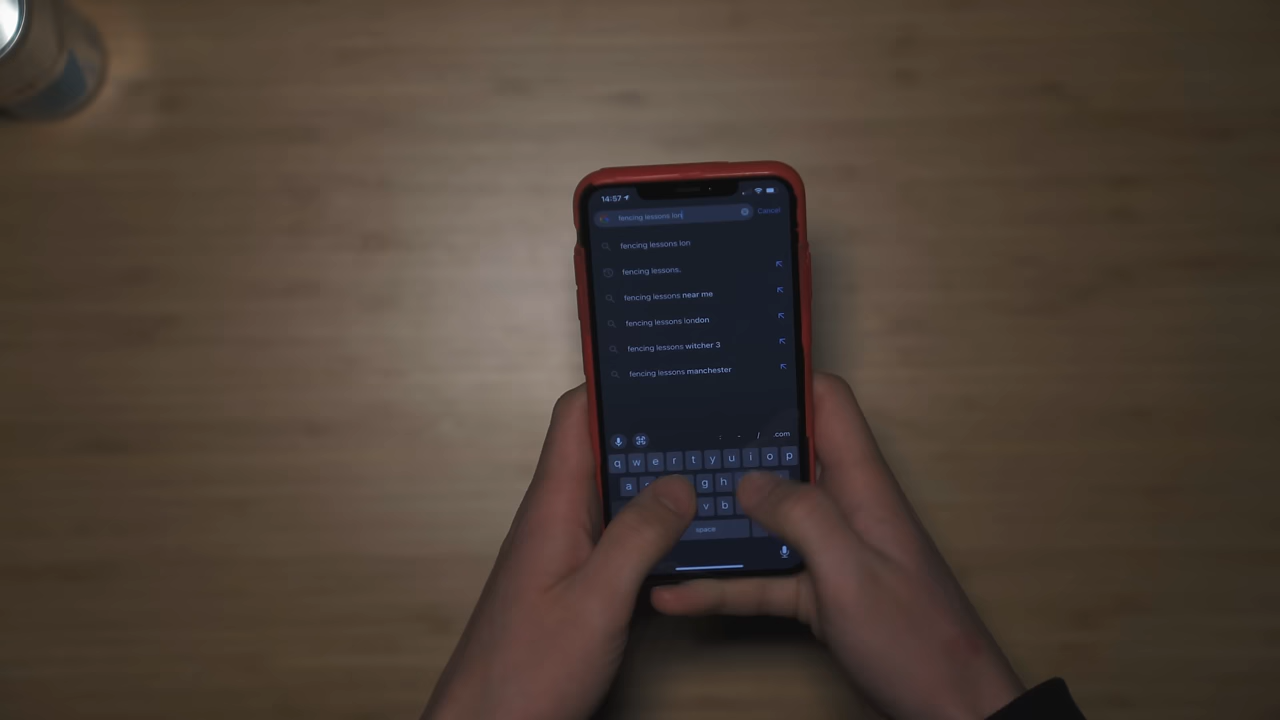 14:57
fencing lessons lon
Cancel
fencing lessons lon
fencing lessons.
fencing lessons near me
fencing lessons london
fencing lessons witcher 3
fencing lessons manchester
: - / .com
q w e r t y u i o p
a g h
v b
space